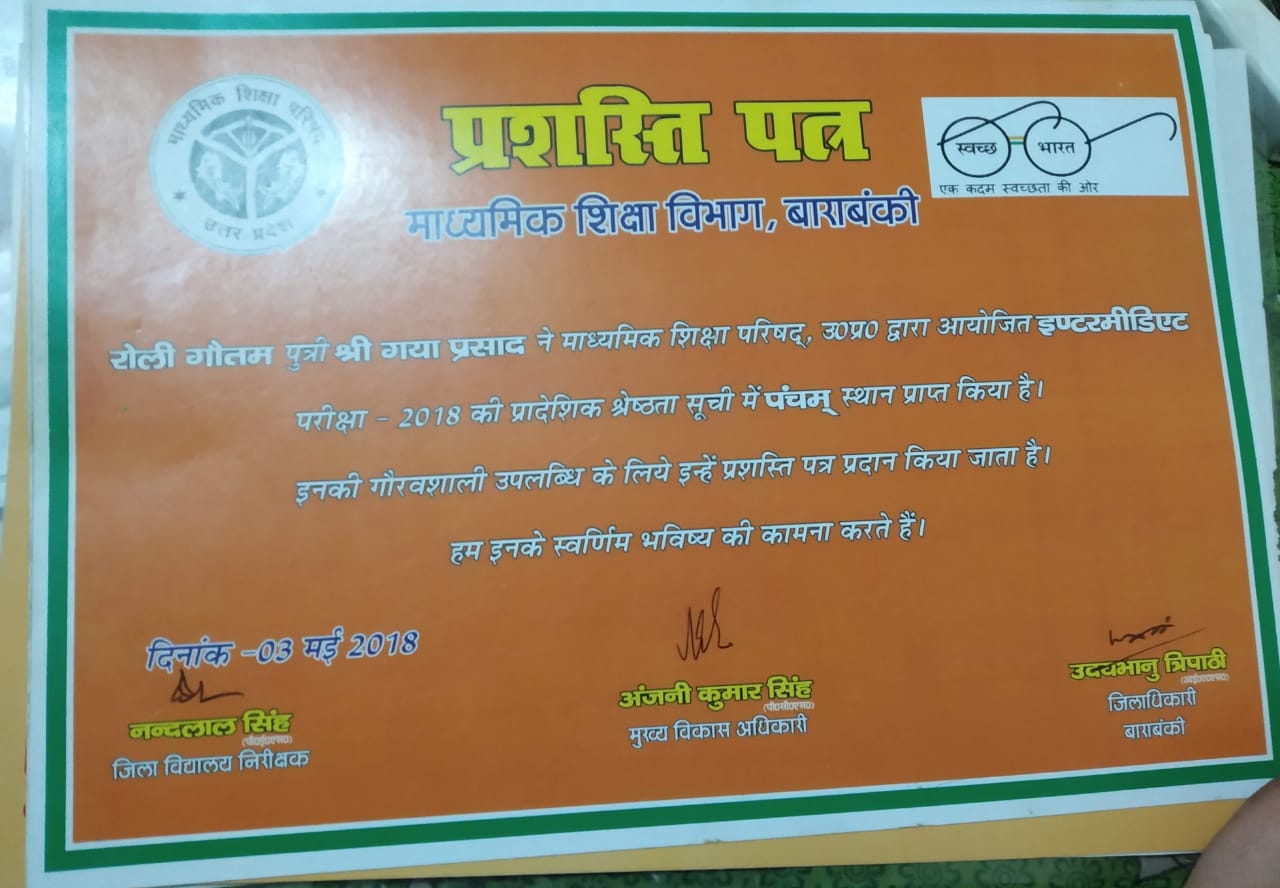 माध्यमिक शिक्षा परिषद्
उत्तर प्रदेश
प्रशस्ति पत्र
स्वच्छ भारत
एक कदम स्वच्छता की ओर
माध्यमिक शिक्षा विभाग, बाराबंकी
रोली गौतम पुत्री श्री गया प्रसाद ने माध्यमिक शिक्षा परिषद्, उ0प्र0 द्वारा आयोजित इण्टरमीडिएट
परीक्षा - 2018 की प्रादेशिक श्रेष्ठता सूची में पंचम् स्थान प्राप्त किया है।
इनकी गौरवशाली उपलब्धि के लिये इन्हें प्रशस्ति पत्र प्रदान किया जाता है।
हम इनके स्वर्णिम भविष्य की कामना करते हैं।
दिनांक -03 मई 2018
नन्दलाल सिंह
(पी0ई0एस0)
जिला विद्यालय निरीक्षक
अंजनी कुमार सिंह
(पी0सी0एस0)
मुख्य विकास अधिकारी
उदयभानु त्रिपाठी
(आई0ए0एस0)
जिलाधिकारी
बाराबंकी